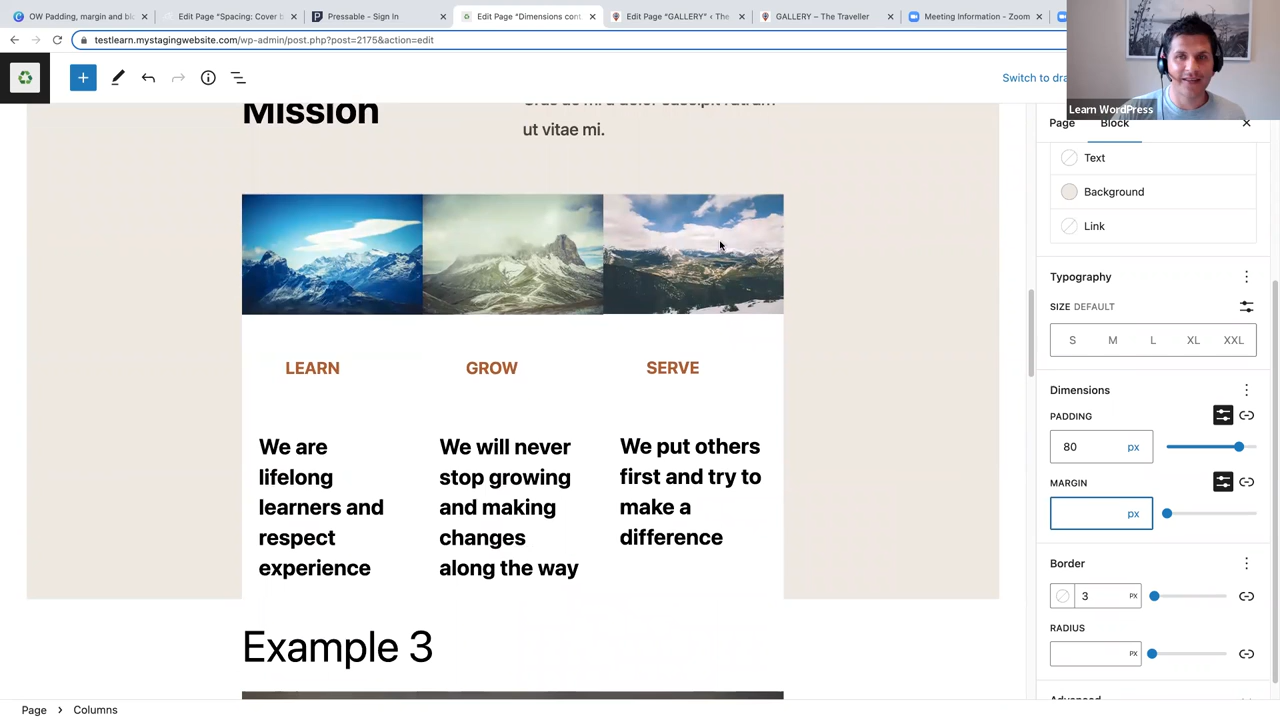 OW Padding, margin and blo
Edit Page "Spacing: Cover b
Pressable - Sign In
Edit Page "Dimensions cont
Edit Page "GALLERY" ‹ The
GALLERY – The Traveller
Meeting Information - Zoom
testlearn.mystagingwebsite.com/wp-admin/post.php?post=2175&action=edit
Switch to dra
Learn WordPress
Page
Block
Mission
ut vitae mi.
Text
Background
Link
Typography
SIZE DEFAULT
S M L XL XXL
LEARN
GROW
SERVE
We are
lifelong
learners and
respect
experience
We will never
stop growing
and making
changes
along the way
We put others
first and try to
make a
difference
Dimensions
PADDING
80 px
MARGIN
px
Border
3 PX
RADIUS
PX
Example 3
Page > Columns